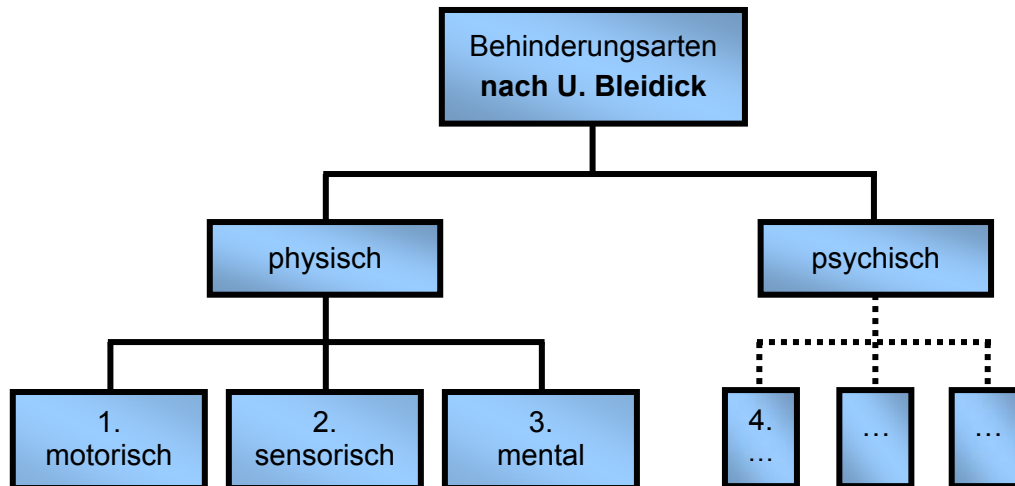 Behinderungsarten
nach U. Bleidick
physisch
psychisch
1.
motorisch
2.
sensorisch
3.
mental
4.
…
…
…